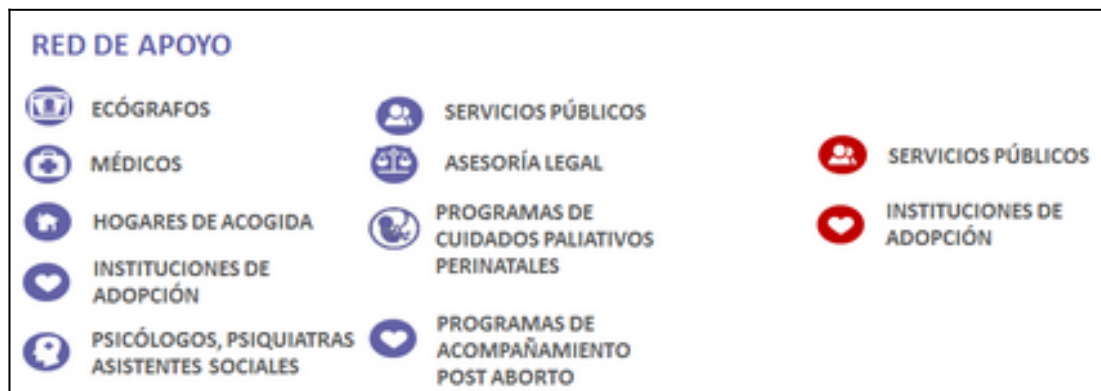 RED DE APOYO
ECÓGRAFOS
MÉDICOS
HOGARES DE ACOGIDA
INSTITUCIONES DE
ADOPCIÓN
PSICÓLOGOS, PSIQUIATRAS
ASISTENTES SOCIALES
SERVICIOS PÚBLICOS
ASESORÍA LEGAL
PROGRAMAS DE
CUIDADOS PALIATIVOS
PERINATALES
PROGRAMAS DE
ACOMPAÑAMIENTO
POST ABORTO
SERVICIOS PÚBLICOS
INSTITUCIONES DE
ADOPCIÓN